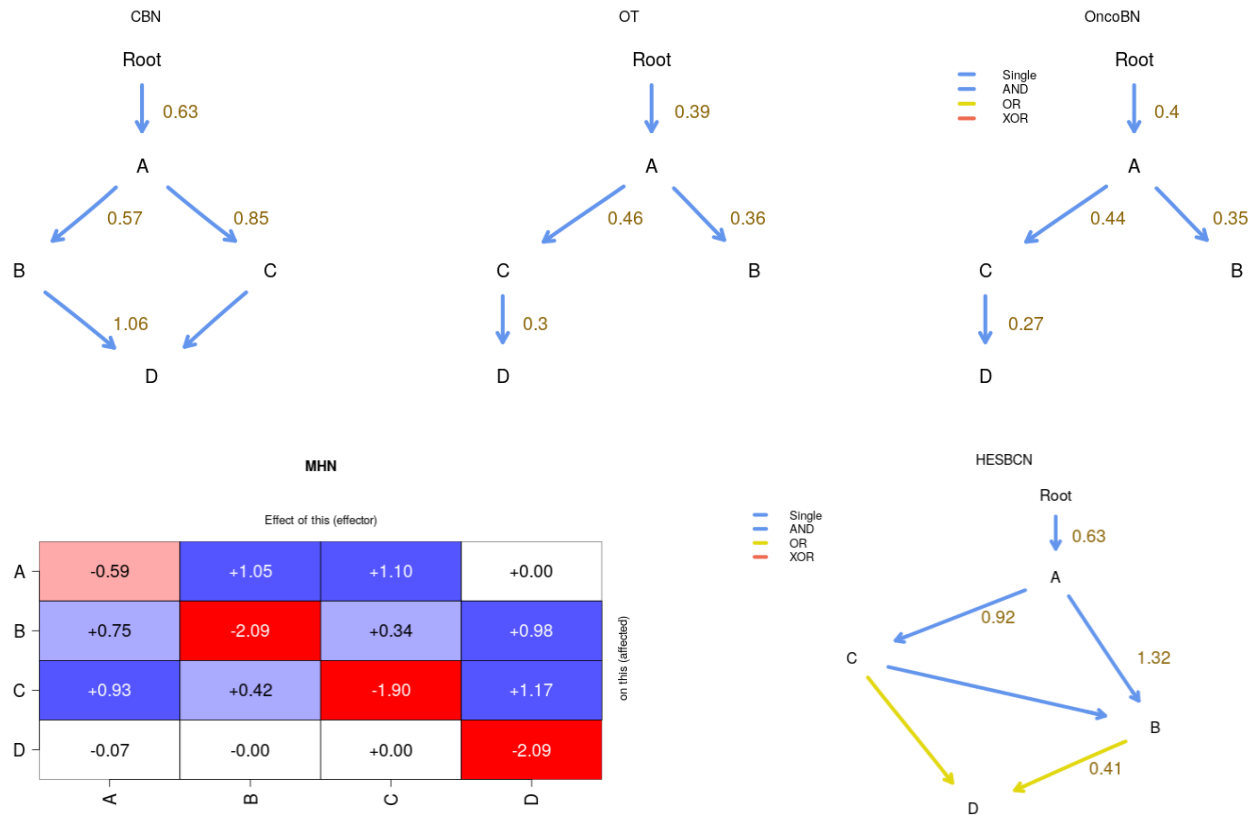 CBN
Root
0.63
A
0.57
0.85
B
C
1.06
D
OT
Root
0.39
A
0.46
0.36
C
B
0.3
D
OncoBN
Single
AND
OR
XOR
Root
0.4
A
0.44
0.35
C
B
0.27
D
MHN
Effect of this (effector)
A -0.59 +1.05 +1.10 +0.00
B +0.75 -2.09 +0.34 +0.98
C +0.93 +0.42 -1.90 +1.17
D -0.07 -0.00 +0.00 -2.09
A B C D
on this (affected)
HESBCN
Single
AND
OR
XOR
Root
0.63
A
0.92
C
1.32
B
0.41
D